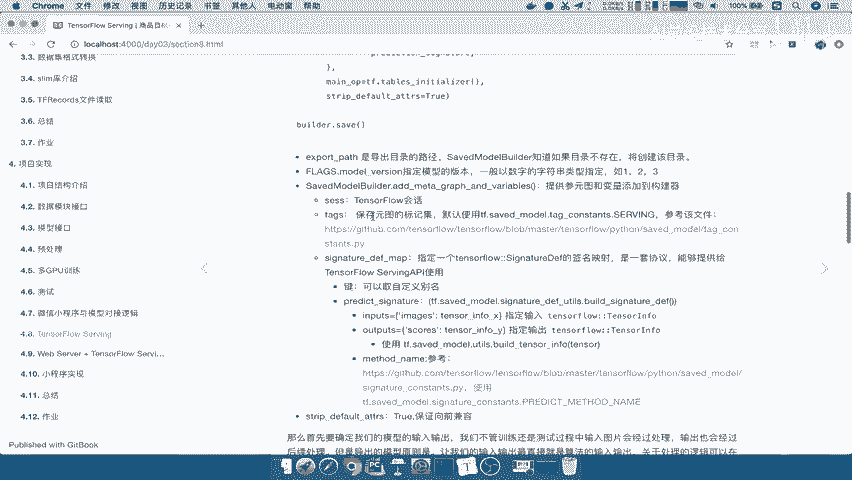 Chrome 文件 修改 视图 历史记录 书签 其他人 电动窗 帮助
100%
TensorFlow Serving | 商品目标
localhost:4000/day03/section8.html
3.3. 数据集格式转换
3.4. slim库介绍
3.5. TFRecords文件读取
3.6. 总结
3.7. 作业
4. 项目实现
4.1. 项目结构介绍
4.2. 数据模块接口
4.3. 模型接口
4.4. 预处理
4.5. 多GPU训练
4.6. 测试
4.7. 微信小程序与模型对接逻辑
4.8. TensorFlow Serving
4.9. Web Server + TensorFlow Servi...
4.10. 小程序实现
4.11. 总结
4.12. 作业
Published with GitBook
},
main_op=tf.tables_initializer(),
strip_default_attrs=True)
builder.save()
export_path 是导出目录的路径，SavedModelBuilder知道如果目录不存在，将创建该目录。
FLAGS.model_version指定模型的版本，一般以数字的字符串类型指定，如1，2，3
SavedModelBuilder.add_meta_graph_and_variables()：提供参元图和变量添加到构建器
sess：TensorFlow会话
tags： 保存元图的标记集，默认使用tf.saved_model.tag_constants.SERVING，参考该文件：
https://github.com/tensorflow/tensorflow/blob/master/tensorflow/python/saved_model/tag_con
stants.py
signature_def_map：指定一个tensorflow::SignatureDef的签名映射，是一套协议，能够提供给
TensorFlow ServingAPI使用
键：可以取自定义别名
predict_signature：(tf.saved_model.signature_def_utils.build_signature_def())
inputs={'images': tensor_info_x} 指定输入 tensorflow::TensorInfo
outputs={'scores': tensor_info_y} 指定输出 tensorflow::TensorInfo
使用 tf.saved_model.utils.build_tensor_info(tensor)
method_name:参考：
https://github.com/tensorflow/tensorflow/blob/master/tensorflow/python/saved_model/
signature_constants.py，使用
tf.saved_model.signature_constants.PREDICT_METHOD_NAME
strip_default_attrs：True,保证向前兼容
那么首先要确定我们的模型的输入输出，我们不管训练还是测试过程中输入图片会经过处理，输出也会经过